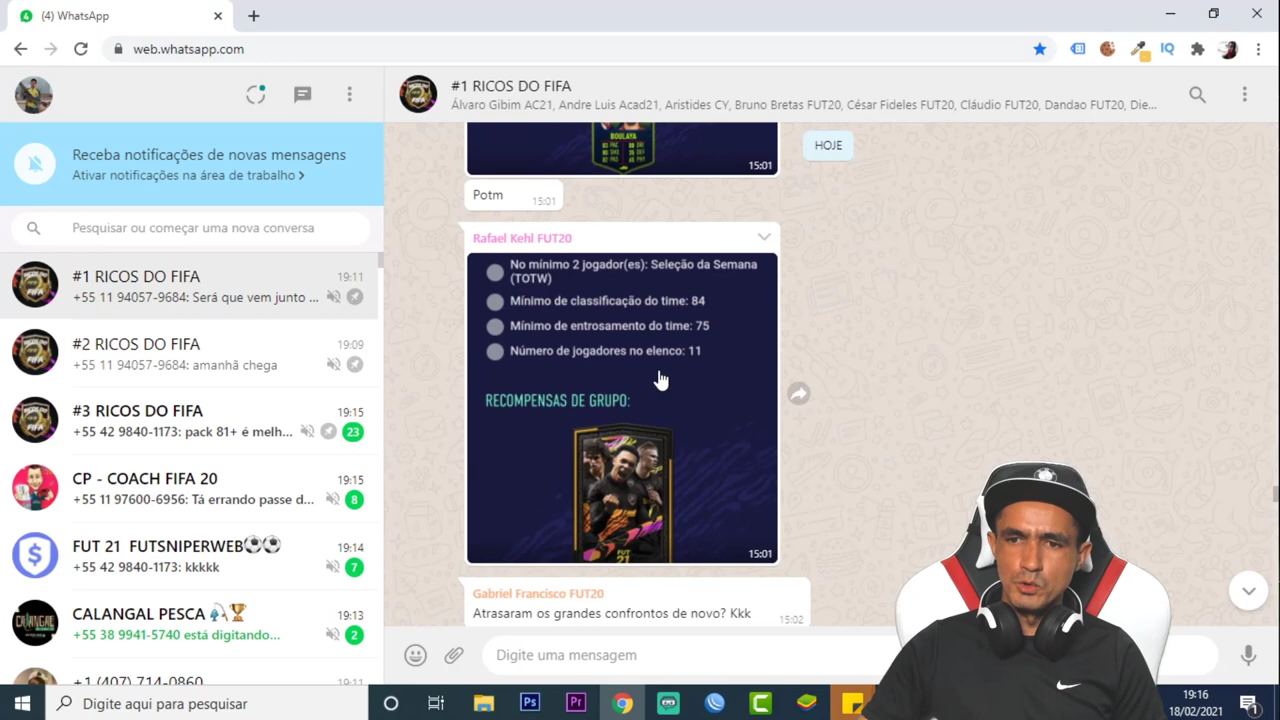 (4) WhatsApp
web.whatsapp.com
Receba notificações de novas mensagens
Ativar notificações na área de trabalho
Pesquisar ou começar uma nova conversa
#1 RICOS DO FIFA
19:11
+55 11 94057-9684: Será que vem junto ...
#2 RICOS DO FIFA
19:09
+55 11 94057-9684: amanhã chega
#3 RICOS DO FIFA
19:15
+55 42 9840-1173: pack 81+ é melh...
23
CP - COACH FIFA 20
19:15
+55 11 97600-6956: Tá errando passe d...
8
FUT 21 FUTSNIPERWEB⚽⚽
19:14
+55 42 9840-1173: kkkkk
7
CALANGAL PESCA 🎣🏆
19:13
+55 38 9941-5740 está digitando...
2
+1 (407) 714-0860
19:11
#1 RICOS DO FIFA
Álvaro Gibim AC21, Andre Luis Acad21, Aristides CY, Bruno Bretas FUT20, César Fideles FUT20, Cláudio FUT20, Dandao FUT20, Die...
HOJE
BOULAYA
15:01
Potm
15:01
Rafael Kehl FUT20
No mínimo 2 jogador(es): Seleção da Semana
(TOTW)
Mínimo de classificação do time: 84
Mínimo de entrosamento do time: 75
Número de jogadores no elenco: 11
RECOMPENSAS DE GRUPO:
FUT
21
15:01
Gabriel Francisco FUT20
Atrasaram os grandes confrontos de novo? Kkk
15:02
Digite uma mensagem
Digite aqui para pesquisar
Ps
Pr
19:16
18/02/2021